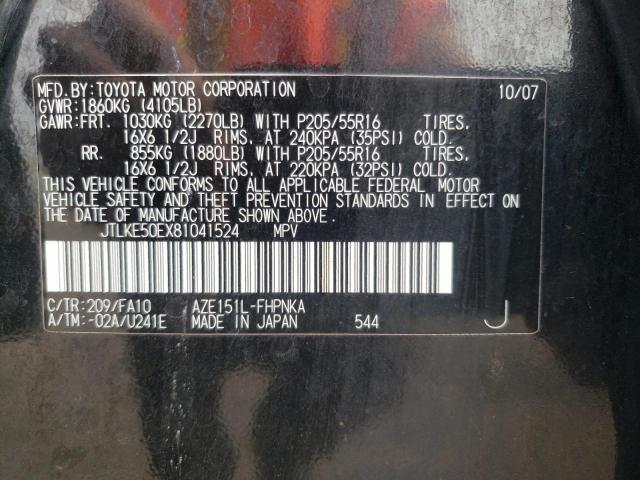 MFD.BY:TOYOTA MOTOR CORPORATION 10/07
GVWR:1860KG (4105LB)
GAWR:FRT. 1030KG (2270LB) WITH P205/55R16 TIRES,
16X6 1/2J RIMS, AT 240KPA (35PSI) COLD.
RR. 855KG (1880LB) WITH P205/55R16 TIRES,
16X6 1/2J RIMS, AT 220KPA (32PSI) COLD.
THIS VEHICLE CONFORMS TO ALL APPLICABLE FEDERAL MOTOR
VEHICLE SAFETY AND THEFT PREVENTION STANDARDS IN EFFECT ON
THE DATE OF MANUFACTURE SHOWN ABOVE.
JTLKE50EX81041524 MPV
C/TR:209/FA10 AZE151L-FHPNKA
A/TM:-02A/U241E MADE IN JAPAN 544 J